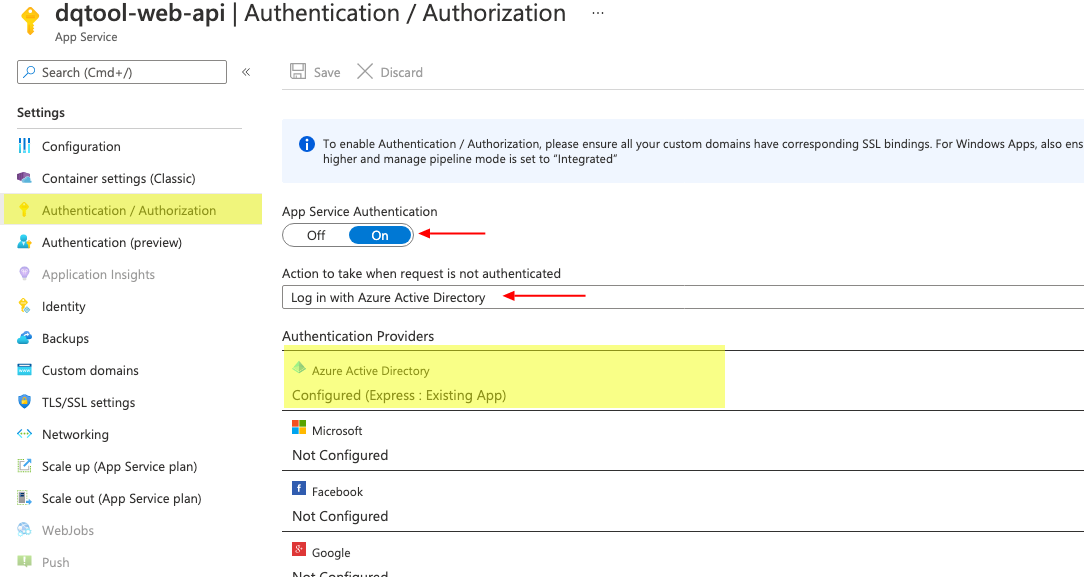 dqtool-web-api | Authentication / Authorization ...
App Service
Search (Cmd+/)
«
Save
Discard
Settings
Configuration
Container settings (Classic)
Authentication / Authorization
Authentication (preview)
Application Insights
Identity
Backups
Custom domains
TLS/SSL settings
Networking
Scale up (App Service plan)
Scale out (App Service plan)
WebJobs
Push
To enable Authentication / Authorization, please ensure all your custom domains have corresponding SSL bindings. For Windows Apps, also ens
higher and manage pipeline mode is set to “Integrated”
App Service Authentication
Off On
Action to take when request is not authenticated
Log in with Azure Active Directory
Authentication Providers
Azure Active Directory
Configured (Express : Existing App)
Microsoft
Not Configured
Facebook
Not Configured
Google
Not Configured